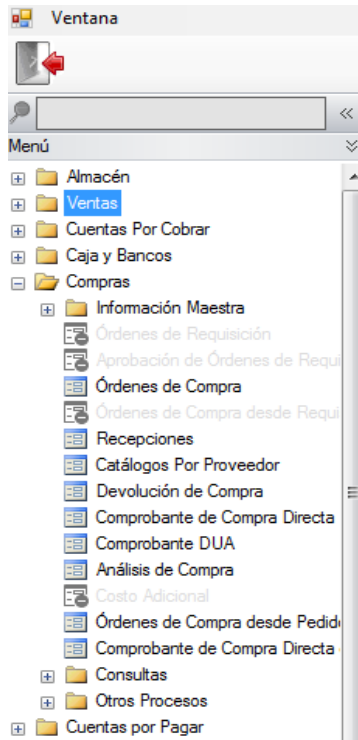 Ventana
Menú
Almacén
Ventas
Cuentas Por Cobrar
Caja y Bancos
Compras
Información Maestra
Órdenes de Requisición
Aprobación de Órdenes de Requi
Órdenes de Compra
Órdenes de Compra desde Requi
Recepciones
Catálogos Por Proveedor
Devolución de Compra
Comprobante de Compra Directa
Comprobante DUA
Análisis de Compra
Costo Adicional
Órdenes de Compra desde Pedid
Comprobante de Compra Directa
Consultas
Otros Procesos
Cuentas por Pagar